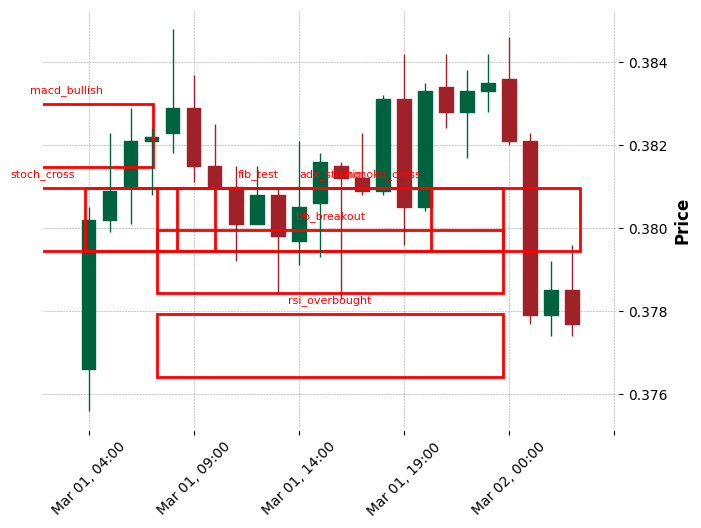 macd_bullish
stoch_cross
fib_test
rsi_overbought
0.384
0.382
0.380
0.378
0.376
Price
Mar 01, 04:00
Mar 01, 09:00
Mar 01, 14:00
Mar 01, 19:00
Mar 02, 00:00